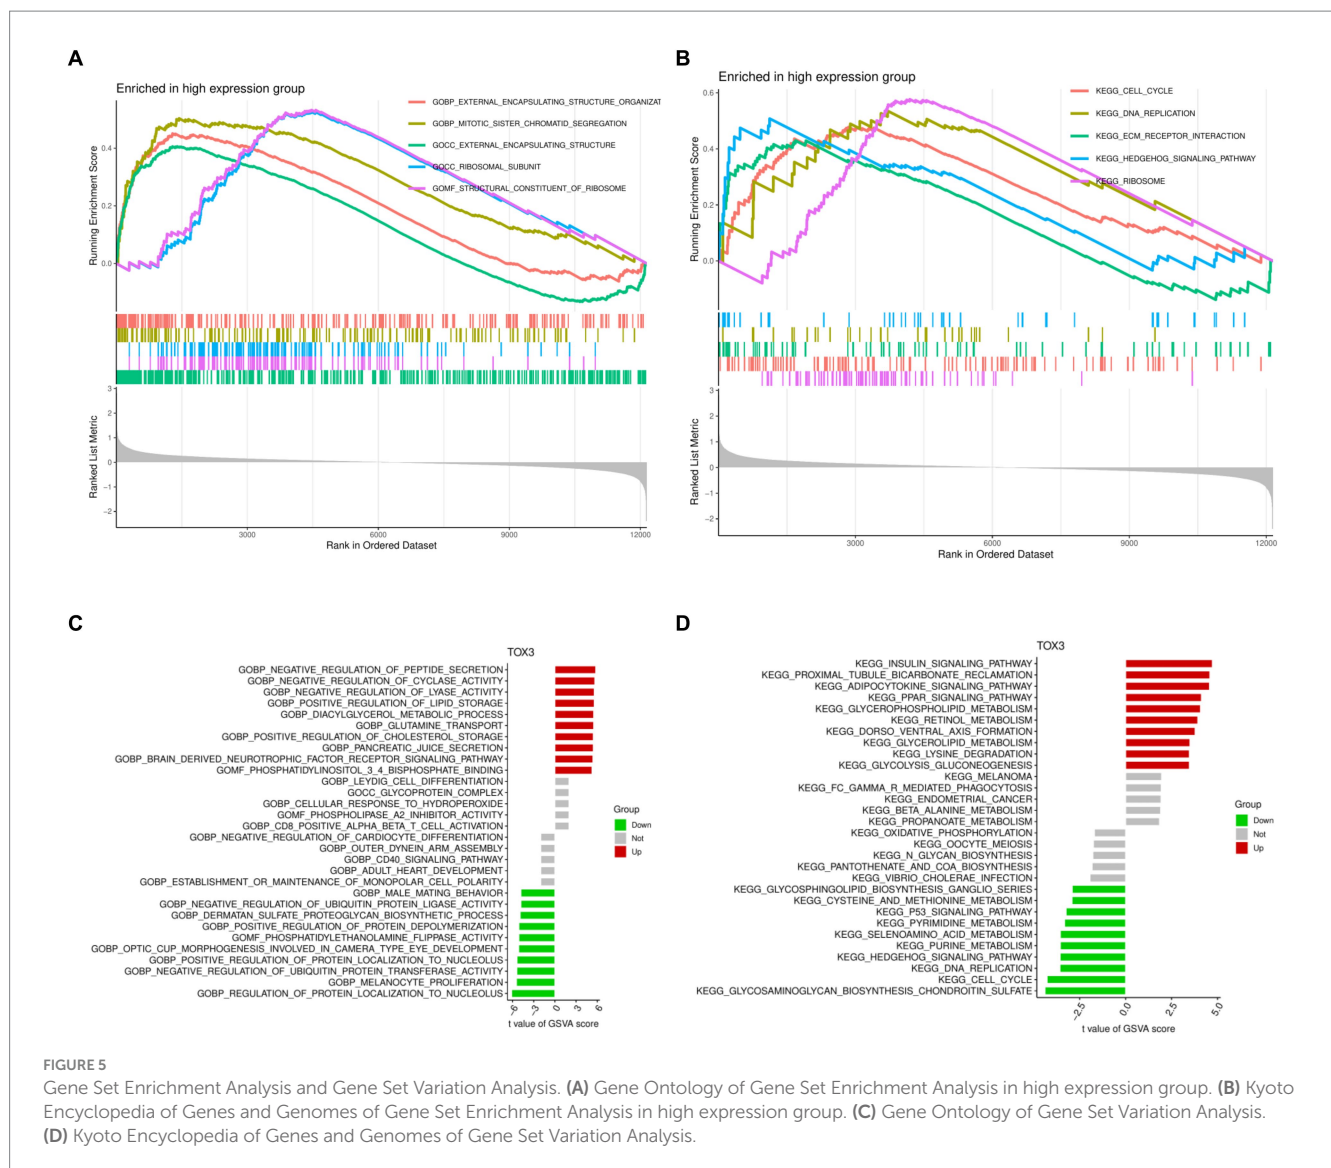 A
Enriched in high expression group
Running Enrichment Score
0.4
0.2
0.0
GOBP_EXTERNAL_ENCAPSULATING_STRUCTURE_ORGANIZAT
GOBP_MITOTIC_SISTER_CHROMATID_SEGREGATION
GOCC_EXTERNAL_ENCAPSULATING_STRUCTURE
GOCC_RIBOSOMAL_SUBUNIT
GOMF_STRUCTURAL_CONSTITUENT_OF_RIBOSOME
Ranked List Metric
3
2
1
0
−1
−2
3000 6000 9000 12000
Rank in Ordered Dataset
B
Enriched in high expression group
Running Enrichment Score
0.6
0.4
0.2
0.0
KEGG_CELL_CYCLE
KEGG_DNA_REPLICATION
KEGG_ECM_RECEPTOR_INTERACTION
KEGG_HEDGEHOG_SIGNALING_PATHWAY
KEGG_RIBOSOME
Ranked List Metric
3
2
1
0
−1
−2
3000 6000 9000 12000
Rank in Ordered Dataset
C
TOX3
GOBP_NEGATIVE_REGULATION_OF_PEPTIDE_SECRETION
GOBP_NEGATIVE_REGULATION_OF_CYCLASE_ACTIVITY
GOBP_NEGATIVE_REGULATION_OF_LYASE_ACTIVITY
GOBP_POSITIVE_REGULATION_OF_LIPID_STORAGE
GOBP_DIACYLGLYCEROL_METABOLIC_PROCESS
GOBP_GLUTAMINE_TRANSPORT
GOBP_POSITIVE_REGULATION_OF_CHOLESTEROL_STORAGE
GOBP_PANCREATIC_JUICE_SECRETION
GOBP_BRAIN_DERIVED_NEUROTROPHIC_FACTOR_RECEPTOR_SIGNALING_PATHWAY
GOMF_PHOSPHATIDYLINOSITOL_3_4_BISPHOSPHATE_BINDING
GOBP_LEYDIG_CELL_DIFFERENTIATION
GOCC_GLYCOPROTEIN_COMPLEX
GOBP_CELLULAR_RESPONSE_TO_HYDROPEROXIDE
GOMF_PHOSPHOLIPASE_A2_INHIBITOR_ACTIVITY
GOBP_CD8_POSITIVE_ALPHA_BETA_T_CELL_ACTIVATION
GOBP_NEGATIVE_REGULATION_OF_CARDIOCYTE_DIFFERENTIATION
GOBP_OUTER_DYNEIN_ARM_ASSEMBLY
GOBP_CD40_SIGNALING_PATHWAY
GOBP_ADULT_HEART_DEVELOPMENT
GOBP_ESTABLISHMENT_OR_MAINTENANCE_OF_MONOPOLAR_CELL_POLARITY
GOBP_MALE_MATING_BEHAVIOR
GOBP_NEGATIVE_REGULATION_OF_UBIQUITIN_PROTEIN_LIGASE_ACTIVITY
GOBP_DERMATAN_SULFATE_PROTEOGLYCAN_BIOSYNTHETIC_PROCESS
GOBP_POSITIVE_REGULATION_OF_PROTEIN_DEPOLYMERIZATION
GOMF_PHOSPHATIDYLETHANOLAMINE_FLIPPASE_ACTIVITY
GOBP_OPTIC_CUP_MORPHOGENESIS_INVOLVED_IN_CAMERA_TYPE_EYE_DEVELOPMENT
GOBP_POSITIVE_REGULATION_OF_PROTEIN_LOCALIZATION_TO_NUCLEOLUS
GOBP_NEGATIVE_REGULATION_OF_UBIQUITIN_PROTEIN_TRANSFERASE_ACTIVITY
GOBP_MELANOCYTE_PROLIFERATION
GOBP_REGULATION_OF_PROTEIN_LOCALIZATION_TO_NUCLEOLUS
−6 −3 0 3 6
t value of GSVA score
Group
Down
Not
Up
D
TOX3
KEGG_INSULIN_SIGNALING_PATHWAY
KEGG_PROXIMAL_TUBULE_BICARBONATE_RECLAMATION
KEGG_ADIPOCYTOKINE_SIGNALING_PATHWAY
KEGG_PPAR_SIGNALING_PATHWAY
KEGG_GLYCEROPHOSPHOLIPID_METABOLISM
KEGG_RETINOL_METABOLISM
KEGG_DORSO_VENTRAL_AXIS_FORMATION
KEGG_GLYCEROLIPID_METABOLISM
KEGG_LYSINE_DEGRADATION
KEGG_GLYCOLYSIS_GLUCONEOGENESIS
KEGG_MELANOMA
KEGG_FC_GAMMA_R_MEDIATED_PHAGOCYTOSIS
KEGG_ENDOMETRIAL_CANCER
KEGG_BETA_ALANINE_METABOLISM
KEGG_PROPANOATE_METABOLISM
KEGG_OXIDATIVE_PHOSPHORYLATION
KEGG_OOCYTE_MEIOSIS
KEGG_N_GLYCAN_BIOSYNTHESIS
KEGG_PANTOTHENATE_AND_COA_BIOSYNTHESIS
KEGG_VIBRIO_CHOLERAE_INFECTION
KEGG_GLYCOSPHINGOLIPID_BIOSYNTHESIS_GANGLIO_SERIES
KEGG_CYSTEINE_AND_METHIONINE_METABOLISM
KEGG_P53_SIGNALING_PATHWAY
KEGG_PYRIMIDINE_METABOLISM
KEGG_SELENOAMINO_ACID_METABOLISM
KEGG_PURINE_METABOLISM
KEGG_HEDGEHOG_SIGNALING_PATHWAY
KEGG_DNA_REPLICATION
KEGG_CELL_CYCLE
KEGG_GLYCOSAMINOGLYCAN_BIOSYNTHESIS_CHONDROITIN_SULFATE
−2.5 0.0 2.5 5.0
t value of GSVA score
Group
Down
Not
Up
FIGURE 5
Gene Set Enrichment Analysis and Gene Set Variation Analysis. (A) Gene Ontology of Gene Set Enrichment Analysis in high expression group. (B) Kyoto
Encyclopedia of Genes and Genomes of Gene Set Enrichment Analysis in high expression group. (C) Gene Ontology of Gene Set Variation Analysis.
(D) Kyoto Encyclopedia of Genes and Genomes of Gene Set Variation Analysis.